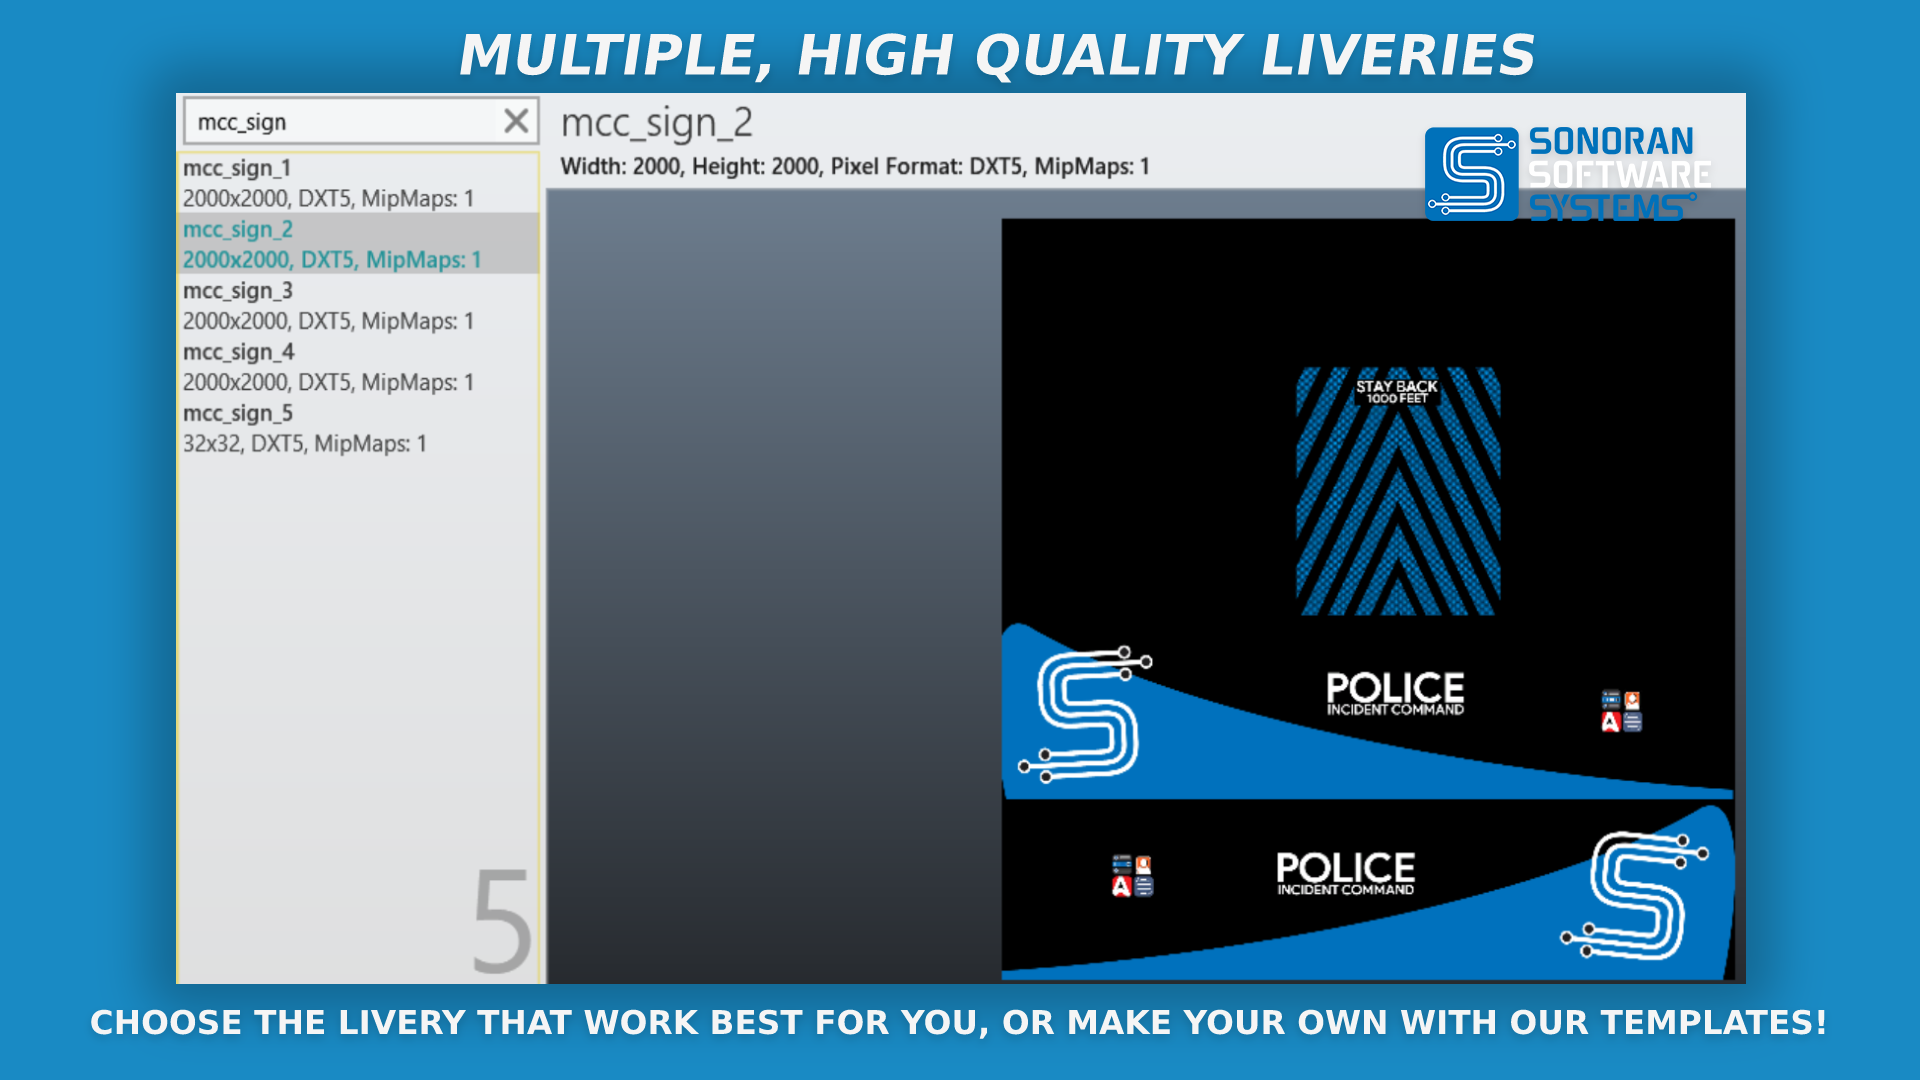 MULTIPLE, HIGH QUALITY LIVERIES
mcc_sign
mcc_sign_1
2000x2000, DXT5, MipMaps: 1
mcc_sign_2
2000x2000, DXT5, MipMaps: 1
mcc_sign_3
2000x2000, DXT5, MipMaps: 1
mcc_sign_4
2000x2000, DXT5, MipMaps: 1
mcc_sign_5
32x32, DXT5, MipMaps: 1
5
mcc_sign_2
Width: 2000, Height: 2000, Pixel Format: DXT5, MipMaps: 1
SONORAN
SOFTWARE
SYSTEMS
STAY BACK
1000 FEET
POLICE
INCIDENT COMMAND
A
POLICE
INCIDENT COMMAND
A
CHOOSE THE LIVERY THAT WORK BEST FOR YOU, OR MAKE YOUR OWN WITH OUR TEMPLATES!